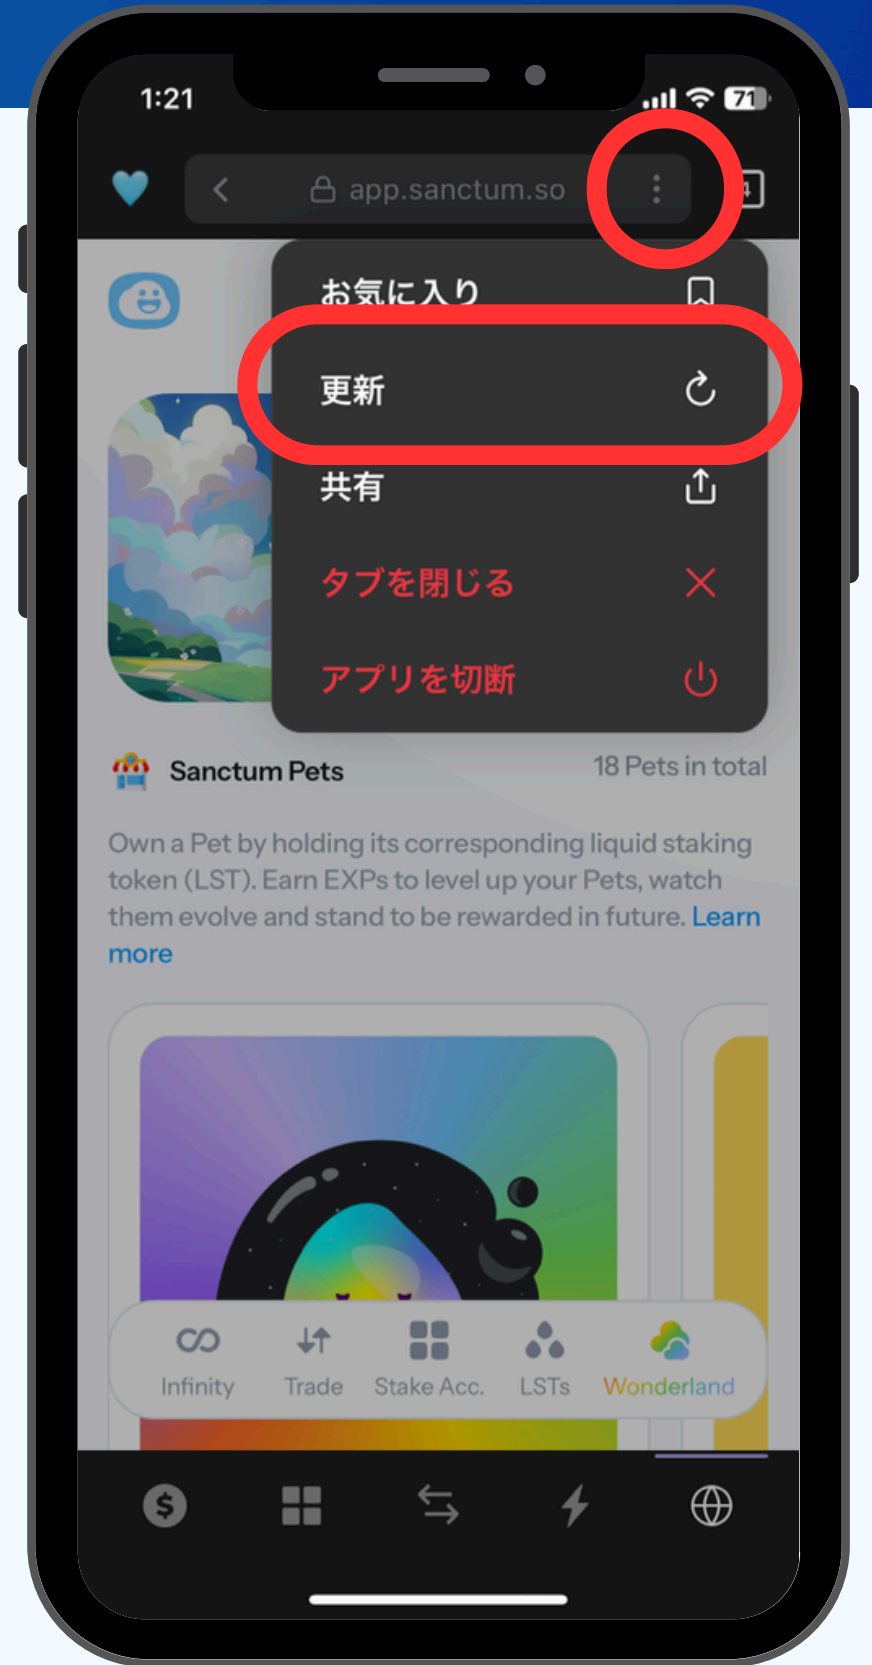 1:21
71
app.sanctum.so
4
お気に入り
更新
共有
タブを閉じる
アプリを切断
Sanctum Pets
18 Pets in total
Own a Pet by holding its corresponding liquid staking
token (LST). Earn EXPs to level up your Pets, watch
them evolve and stand to be rewarded in future. Learn
more
Infinity
Trade
Stake Acc.
LSTs
Wonderland